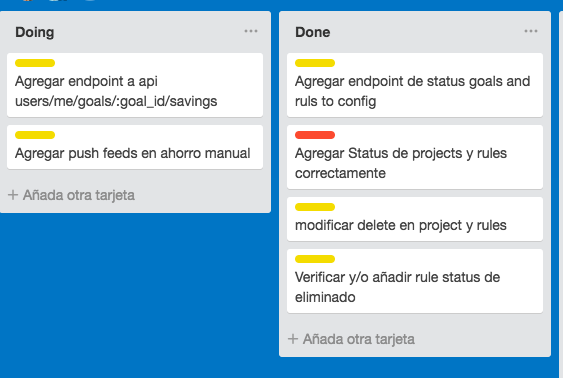 Doing
Agregar endpoint a api
users/me/goals/:goal_id/savings
Agregar push feeds en ahorro manual
+ Añada otra tarjeta
Done
Agregar endpoint de status goals and
ruls to config
Agregar Status de projects y rules
correctamente
modificar delete en project y rules
Verificar y/o añadir rule status de
eliminado
+ Añada otra tarjeta